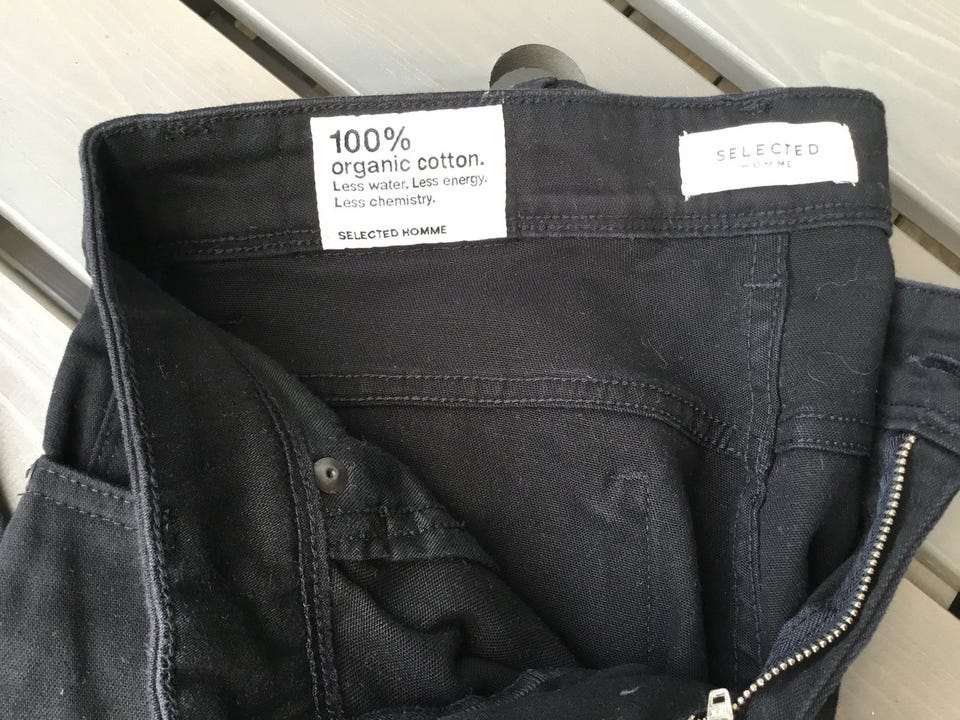 100%
organic cotton.
Less water. Less energy.
Less chemistry.
SELECTED HOMME
SELECTED
HOMME